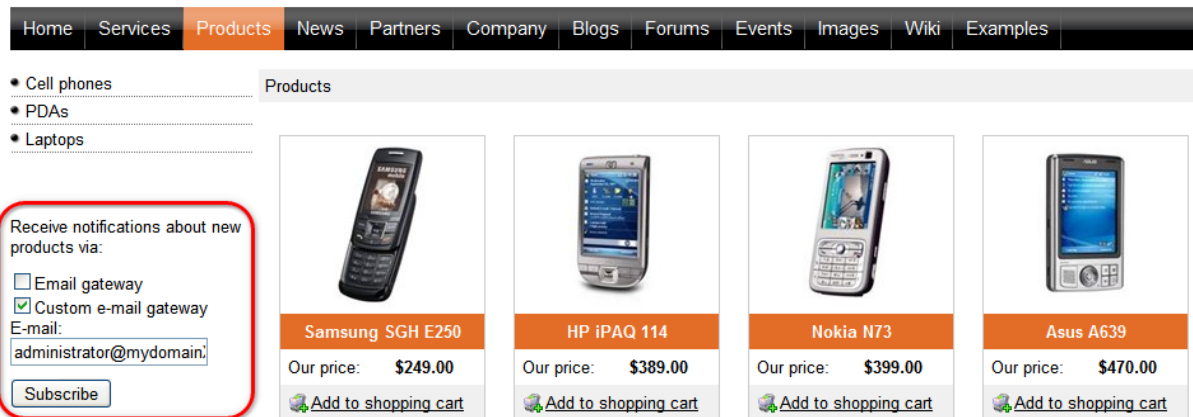 Home Services Products News Partners Company Blogs Forums Events Images Wiki Examples
Cell phones
PDAs
Laptops
Products
Receive notifications about new
products via:
Email gateway
Custom e-mail gateway
E-mail:
administrator@mydomain
Subscribe
SAMSUNG
Samsung SGH E250
Our price: $249.00
Add to shopping cart
HP iPAQ 114
Our price: $389.00
Add to shopping cart
Nokia N73
Our price: $399.00
Add to shopping cart
Asus A639
Our price: $470.00
Add to shopping cart